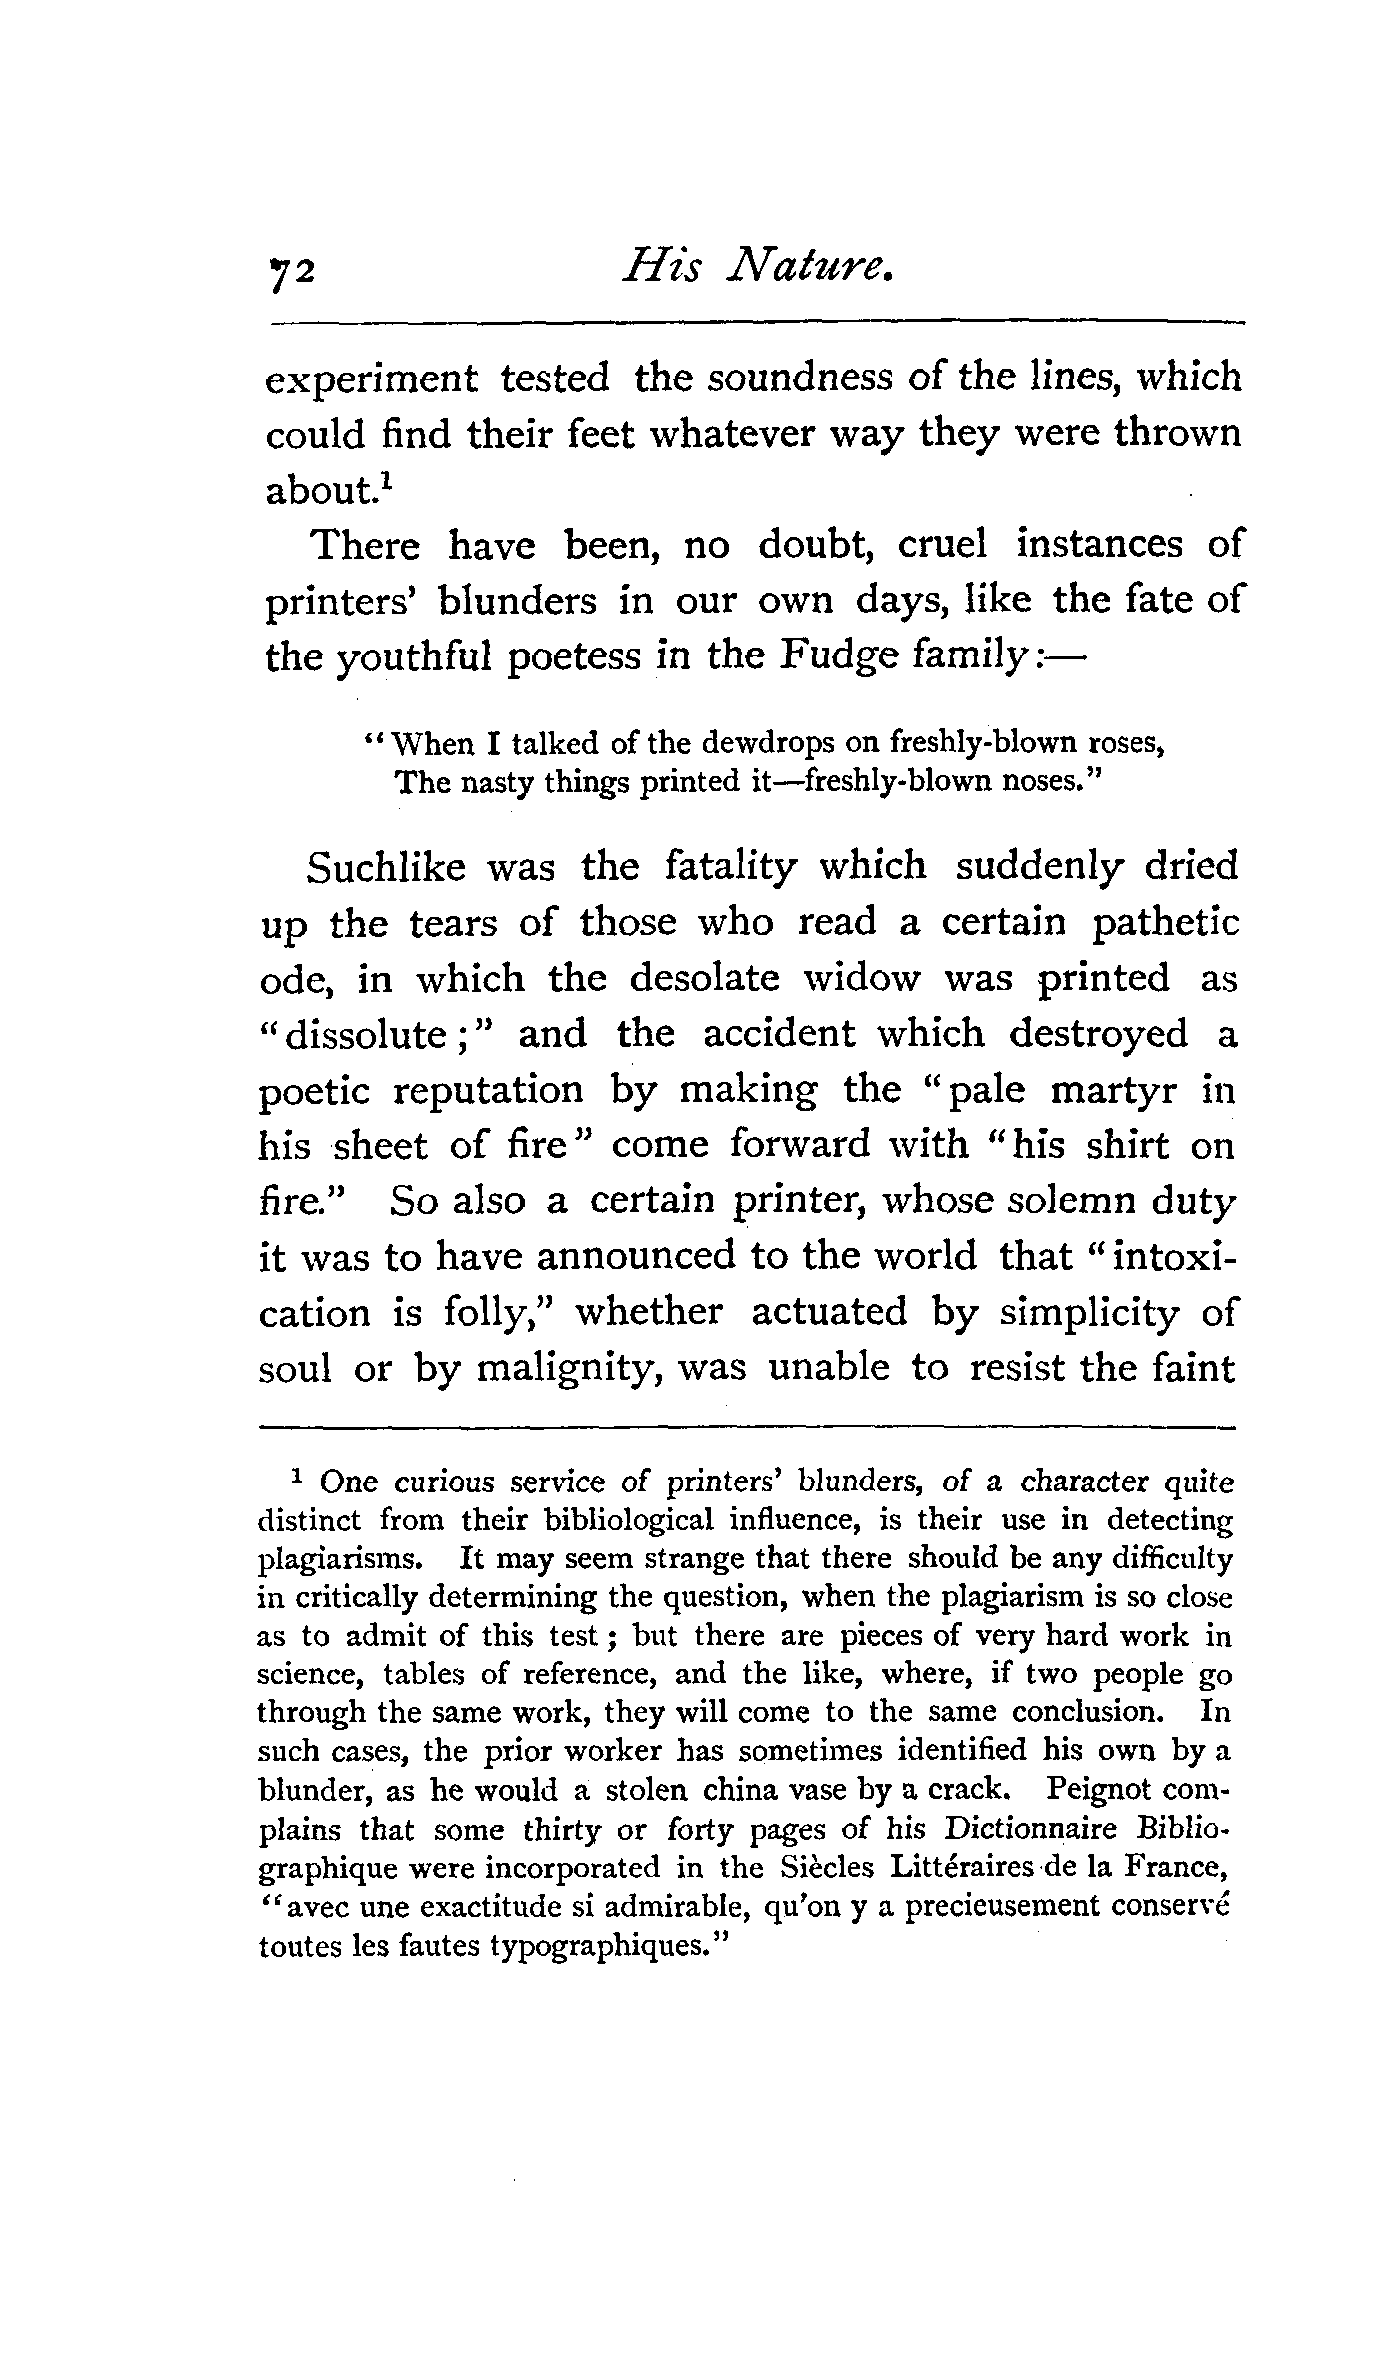 72 His Nature.
experiment tested the soundness of the lines, which
could find their feet whatever way they were thrown
about.¹
There have been, no doubt, cruel instances of
printers' blunders in our own days, like the fate of
the youthful poetess in the Fudge family:—
"When I talked of the dewdrops on freshly-blown roses,
The nasty things printed it—freshly-blown noses."
Suchlike was the fatality which suddenly dried
up the tears of those who read a certain pathetic
ode, in which the desolate widow was printed as
"dissolute;" and the accident which destroyed a
poetic reputation by making the "pale martyr in
his sheet of fire" come forward with "his shirt on
fire." So also a certain printer, whose solemn duty
it was to have announced to the world that "intoxi-
cation is folly," whether actuated by simplicity of
soul or by malignity, was unable to resist the faint
¹ One curious service of printers' blunders, of a character quite
distinct from their bibliological influence, is their use in detecting
plagiarisms. It may seem strange that there should be any difficulty
in critically determining the question, when the plagiarism is so close
as to admit of this test; but there are pieces of very hard work in
science, tables of reference, and the like, where, if two people go
through the same work, they will come to the same conclusion. In
such cases, the prior worker has sometimes identified his own by a
blunder, as he would a stolen china vase by a crack. Peignot com-
plains that some thirty or forty pages of his Dictionnaire Biblio-
graphique were incorporated in the Siècles Littéraires de la France,
"avec une exactitude si admirable, qu'on y a precieusement conservé
toutes les fautes typographiques."